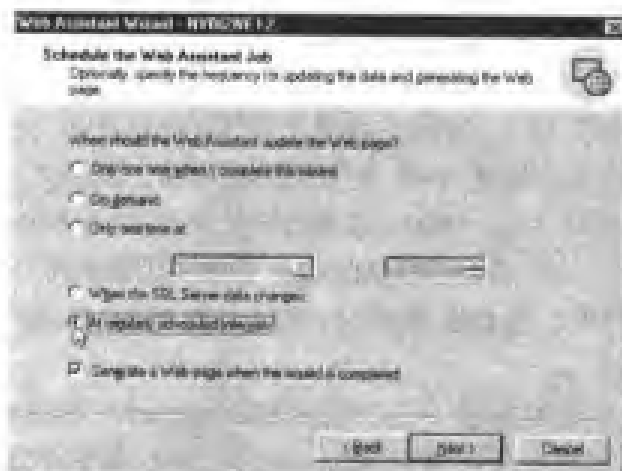 Web Assistant Wizard -
Schedule the Web Assistant Job
Optionally, specify the frequency for updating the data and generating the Web
page.
When should the Web Assistant update the Web page?
Only one time when I complete this wizard
On demand
Only one time at:
When the SQL Server data changes
At regularly scheduled intervals
Generate a Web page when the wizard is completed
< Back
Next >
Cancel